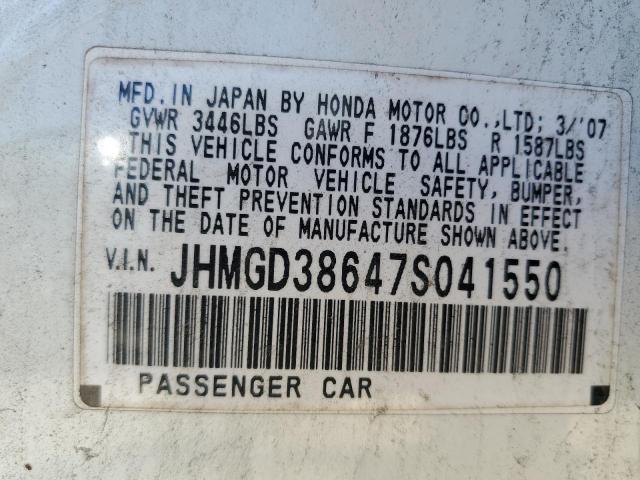 MFD.IN JAPAN BY HONDA MOTOR CO.,LTD; 3/'07
GVWR 3446LBS GAWR F 1876LBS R 1587LBS
THIS VEHICLE CONFORMS TO ALL APPLICABLE
FEDERAL MOTOR VEHICLE SAFETY, BUMPER,
AND THEFT PREVENTION STANDARDS IN EFFECT
ON THE DATE OF MANUFACTURE SHOWN ABOVE.
V.I.N. JHMGD38647S041550
PASSENGER CAR